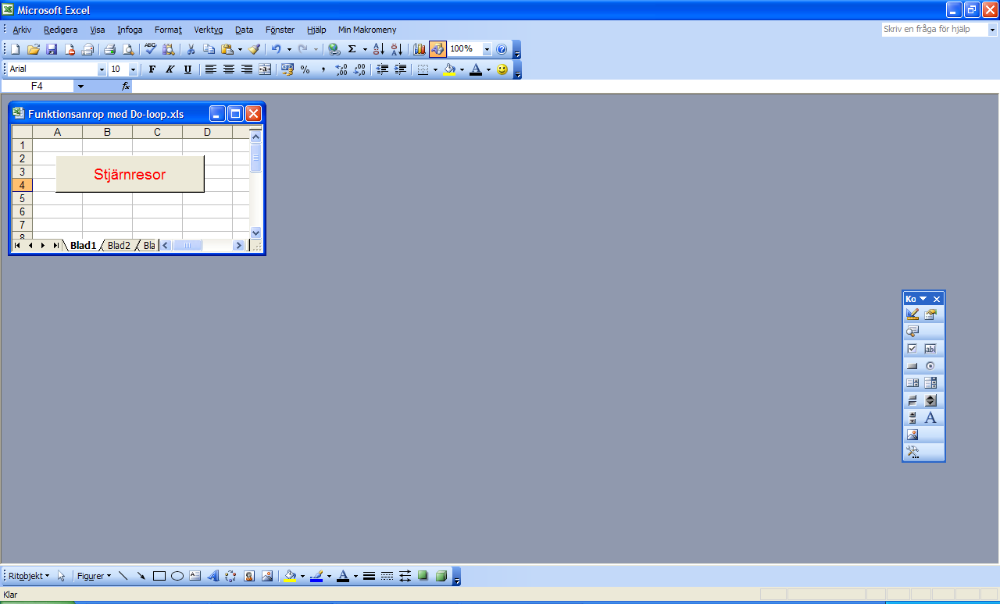 Microsoft Excel
Arkiv Redigera Visa Infoga Format Verktyg Data Fönster Hjälp Min Makromeny Skriv en fråga för hjälp
ABC Σ 100%
Arial 10 F K U % ,
F4 fx
Funktionsanrop med Do-loop.xls
A B C D
1
2
3
4
5
6
7
8
Stjärnresor
Blad1 Blad2 Bla
Ko
abl
A
Ritobjekt Figurer A
Klar